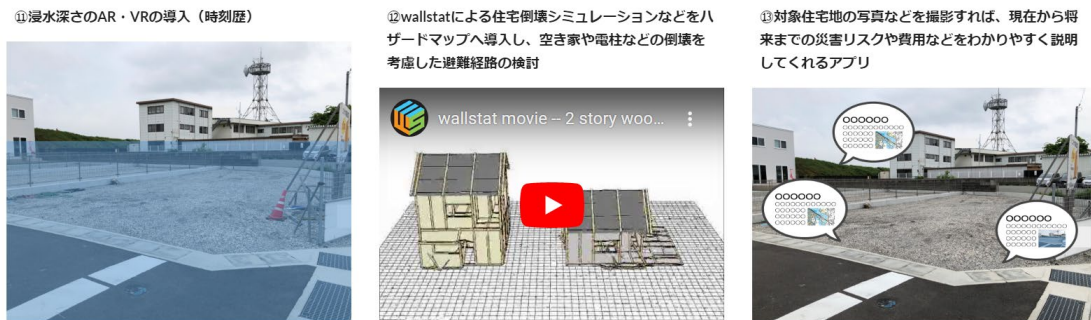 ⑪浸水深さのAR・VRの導入（時刻歴）
⑫wallstatによる住宅倒壊シミュレーションなどをハ
ザードマップへ導入し、空き家や電柱などの倒壊を
考慮した避難経路の検討
wallstat movie -- 2 story woo...
⑬対象住宅地の写真などを撮影すれば、現在から将
来までの災害リスクや費用などをわかりやすく説明
してくれるアプリ
〇〇〇〇〇〇
〇〇〇〇〇〇
〇〇〇〇〇〇